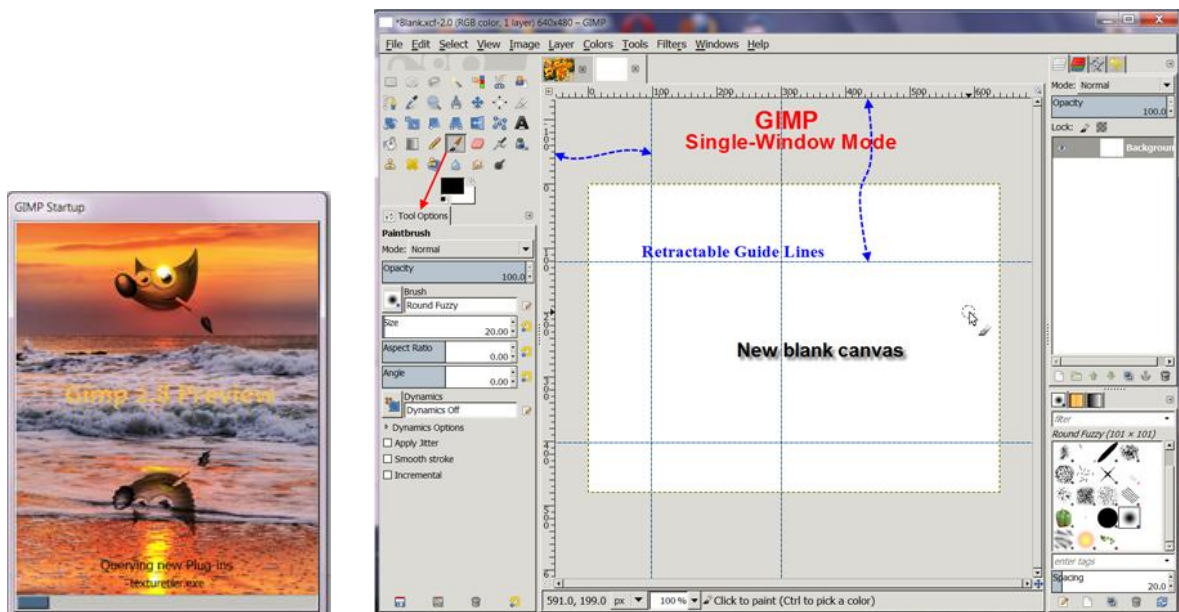 GIMP Startup
Gimp 2.8 Preview
Querying new Plug-ins
texturetiler.exe
*Blank.xcf-2.0 (RGB color, 1 layer) 640x480 – GIMP
File Edit Select View Image Layer Colors Tools Filters Windows Help
Tool Options
Paintbrush
Mode: Normal
Opacity
100.0
Brush
Round Fuzzy
Size
20.00
Aspect Ratio
0.00
Angle
0.00
Dynamics
Dynamics Off
Dynamics Options
Apply Jitter
Smooth stroke
Incremental
0 100 200 300 400 500 600
GIMP
Single-Window Mode
Retractable Guide Lines
New blank canvas
591.0, 199.0 px 100 % Click to paint (Ctrl to pick a color)
Mode: Normal
Opacity
100.0
Lock:
Backgroun
filter
Round Fuzzy (101 × 101)
enter tags
Spacing
20.0